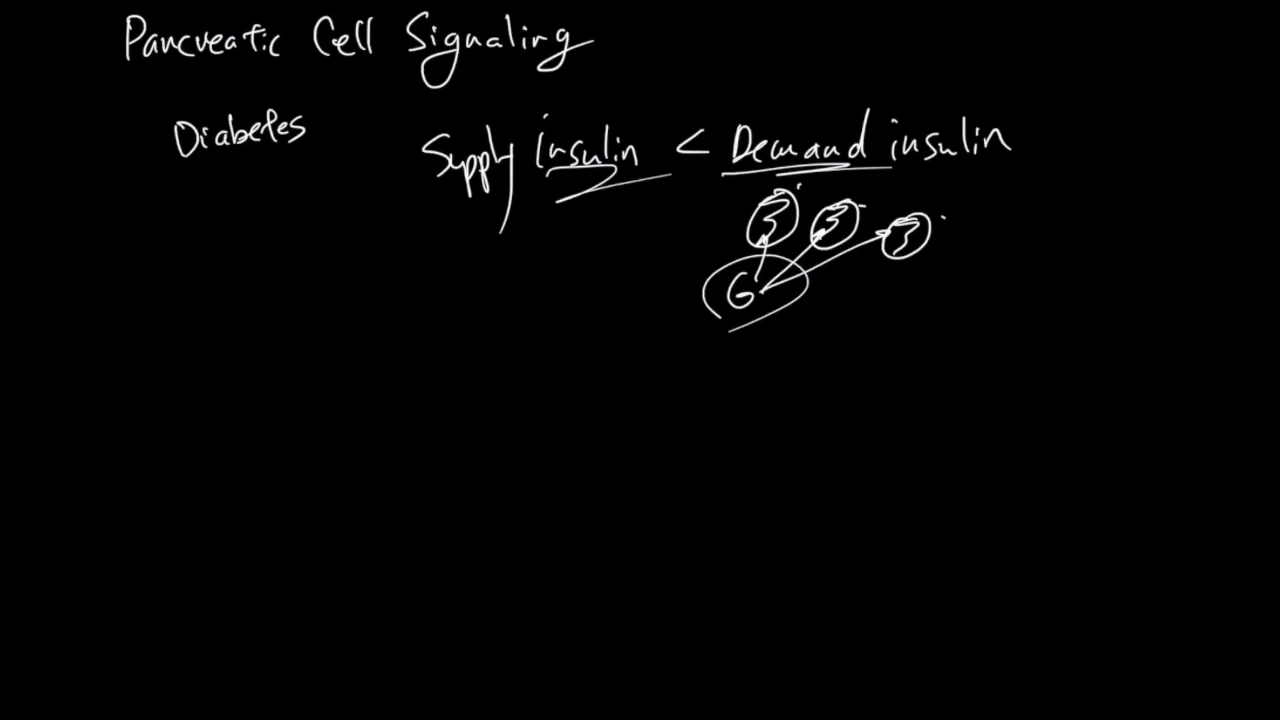 Pancreatic Cell Signaling
Diabetes
Supply insulin < Demand insulin
3 3 3
G